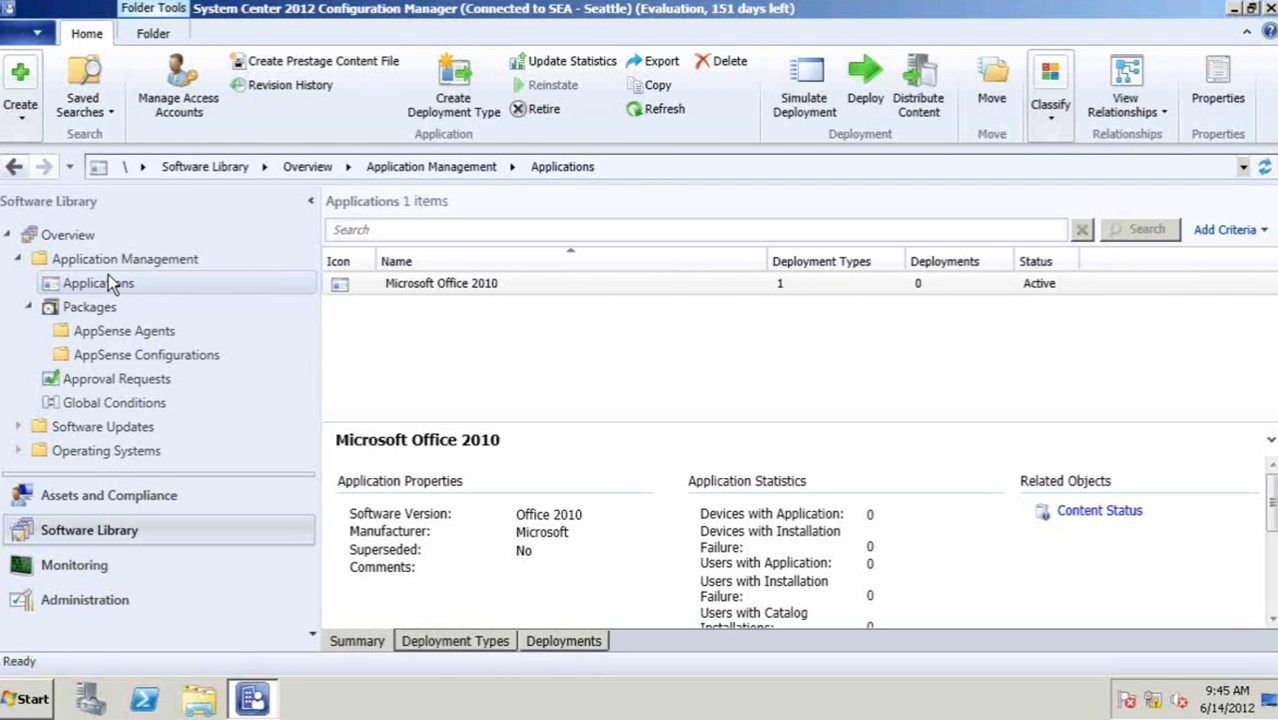 Folder Tools System Center 2012 Configuration Manager (Connected to SEA - Seattle) (Evaluation, 151 days left)
Home Folder
Create
Saved Searches
Search
Manage Access Accounts
Create Prestage Content File
Revision History
Create Deployment Type
Update Statistics
Reinstate
Retire
Export
Copy
Refresh
Delete
Application
Simulate Deployment
Deploy
Distribute Content
Deployment
Move
Move
Classify
View Relationships
Relationships
Properties
Properties
\ Software Library Overview Application Management Applications
Software Library
Overview
Application Management
Applications
Packages
AppSense Agents
AppSense Configurations
Approval Requests
Global Conditions
Software Updates
Operating Systems
Assets and Compliance
Software Library
Monitoring
Administration
Applications 1 items
Search Search Add Criteria
Icon Name Deployment Types Deployments Status
Microsoft Office 2010 1 0 Active
Microsoft Office 2010
Application Properties
Software Version: Office 2010
Manufacturer: Microsoft
Superseded: No
Comments:
Application Statistics
Devices with Application: 0
Devices with Installation Failure: 0
Users with Application: 0
Users with Installation Failure: 0
Users with Catalog Installations: 0
Related Objects
Content Status
Summary Deployment Types Deployments
Ready
Start
9:45 AM
6/14/2012